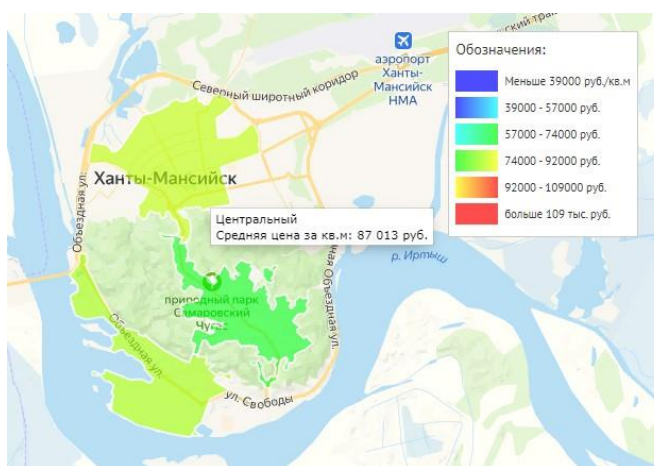 Обозначения:
Меньше 39000 руб./кв.м
39000 - 57000 руб.
57000 - 74000 руб.
74000 - 92000 руб.
92000 - 109000 руб.
больше 109 тыс. руб.
аэропорт
Ханты-
Мансийск
НМА
Северный широтный коридор
Ханты-Мансийск
Объездная ул.
Центральный
Средняя цена за кв.м: 87 013 руб.
р. Иртыш
природный парк
Самаровский
Чугас
Объездная ул.
Объездная ул.
ул. Свободы